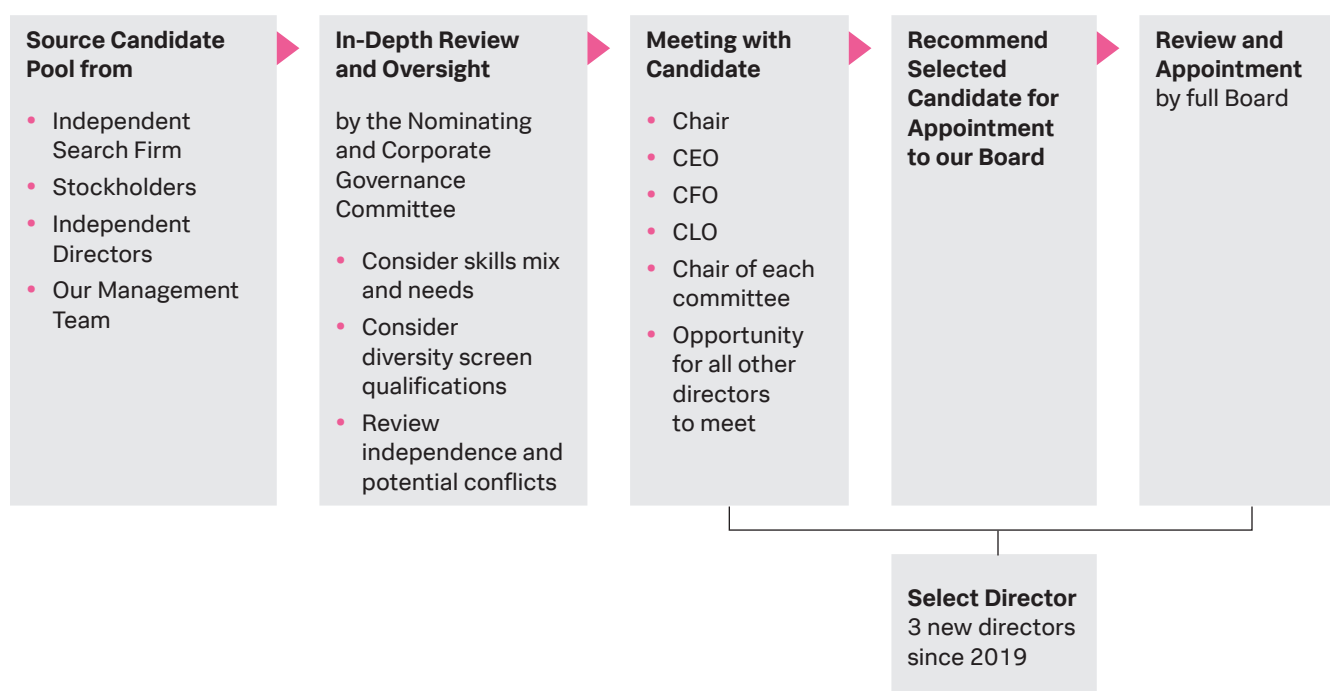 Source Candidate
Pool from
• Independent
Search Firm
• Stockholders
• Independent
Directors
• Our Management
Team
In-Depth Review
and Oversight
by the Nominating
and Corporate
Governance
Committee
• Consider skills mix
and needs
• Consider
diversity screen
qualifications
• Review
independence and
potential conflicts
Meeting with
Candidate
• Chair
• CEO
• CFO
• CLO
• Chair of each
committee
• Opportunity
for all other
directors
to meet
Recommend
Selected
Candidate for
Appointment
to our Board
Review and
Appointment
by full Board
Select Director
3 new directors
since 2019